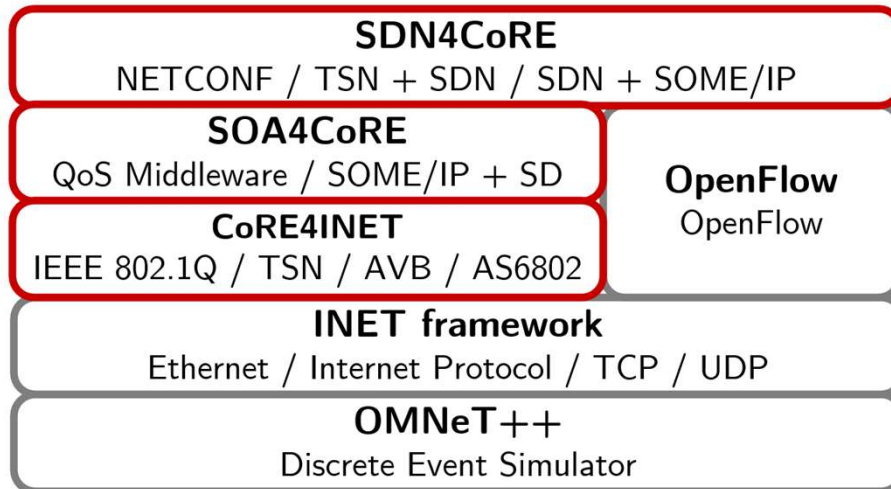 SDN4CoRE
NETCONF / TSN + SDN / SDN + SOME/IP
SOA4CoRE
QoS Middleware / SOME/IP + SD
OpenFlow
OpenFlow
CoRE4INET
IEEE 802.1Q / TSN / AVB / AS6802
INET framework
Ethernet / Internet Protocol / TCP / UDP
OMNeT++
Discrete Event Simulator